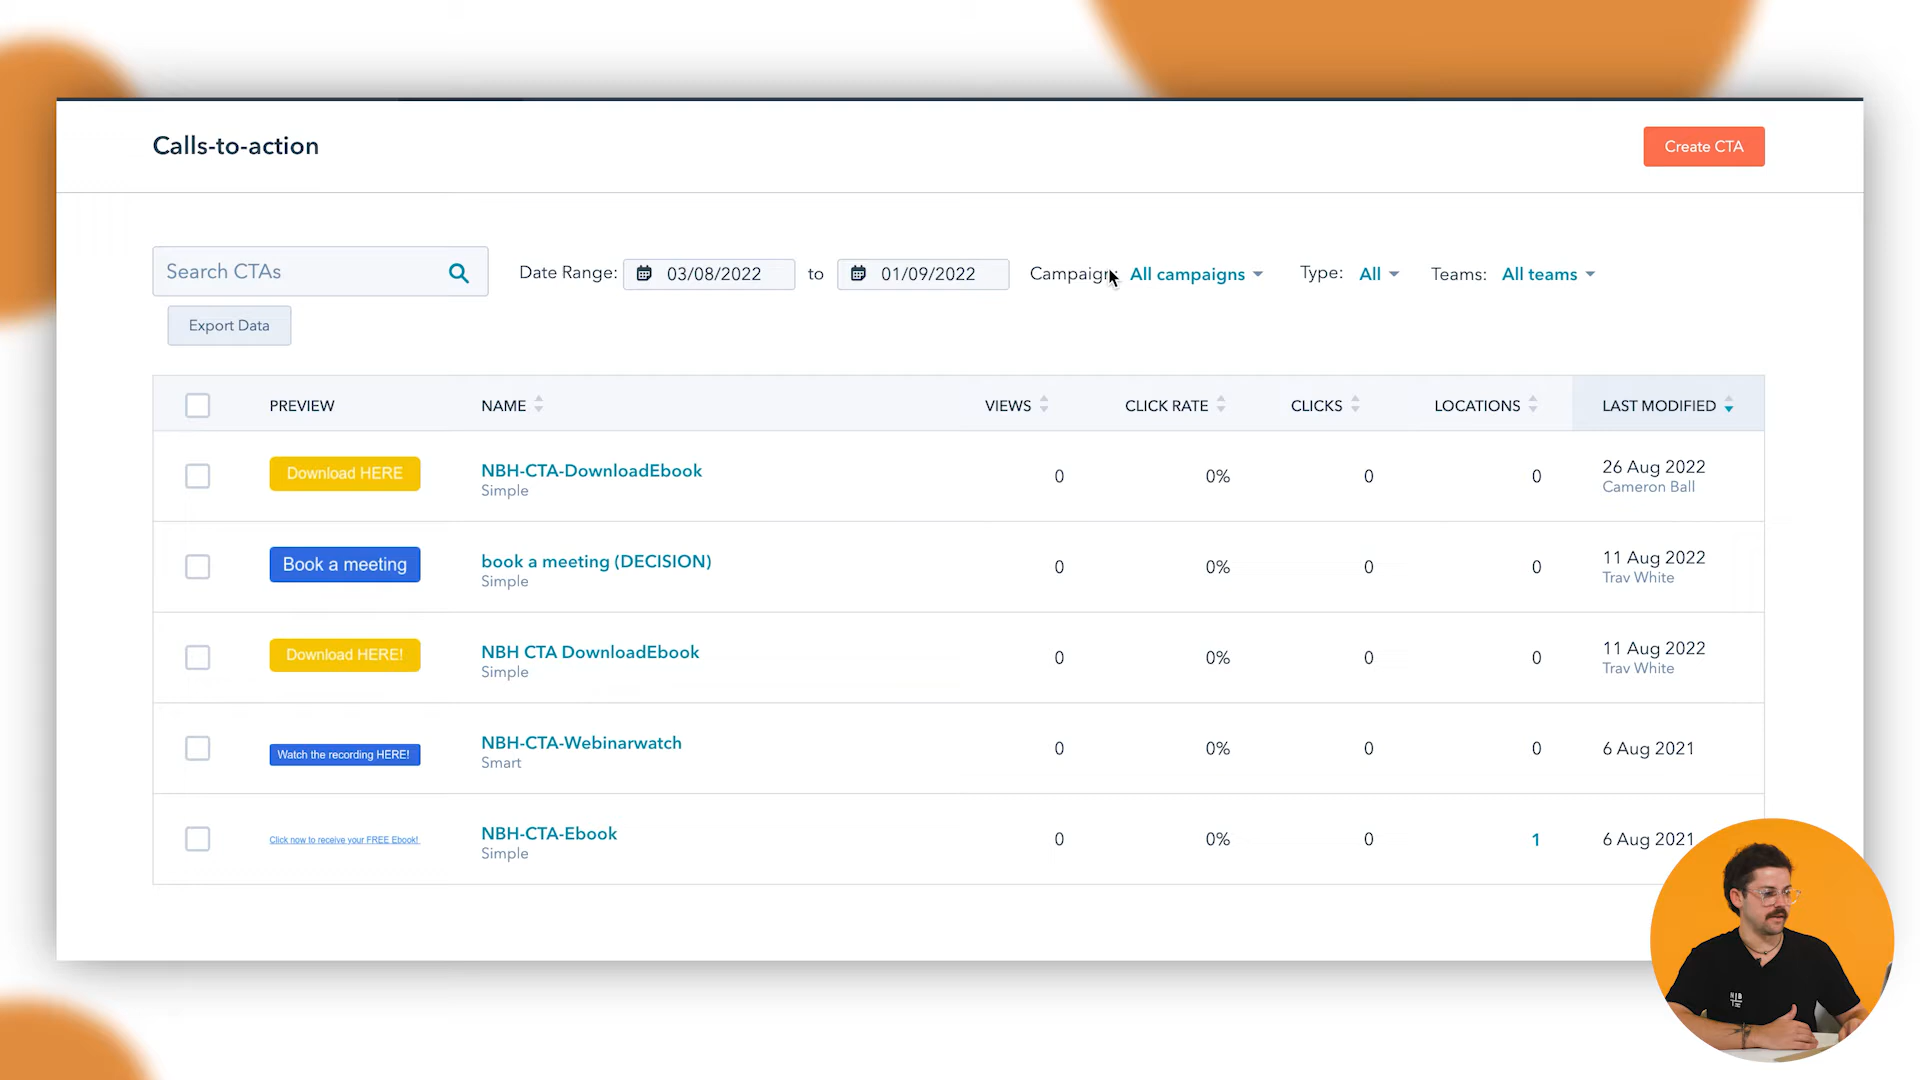 Calls-to-action
Create CTA
Search CTAs
Date Range: 03/08/2022 to 01/09/2022 Campaign: All campaigns Type: All Teams: All teams
Export Data
PREVIEW NAME VIEWS CLICK RATE CLICKS LOCATIONS LAST MODIFIED
Download HERE NBH-CTA-DownloadEbook 0 0% 0 0 26 Aug 2022
Simple Cameron Ball
Book a meeting book a meeting (DECISION) 0 0% 0 0 11 Aug 2022
Simple Trav White
Download HERE! NBH CTA DownloadEbook 0 0% 0 0 11 Aug 2022
Simple Trav White
Watch the recording HERE! NBH-CTA-Webinarwatch 0 0% 0 0 6 Aug 2021
Smart
Click now to receive your FREE Ebook! NBH-CTA-Ebook 0 0% 0 1 6 Aug 2021
Simple